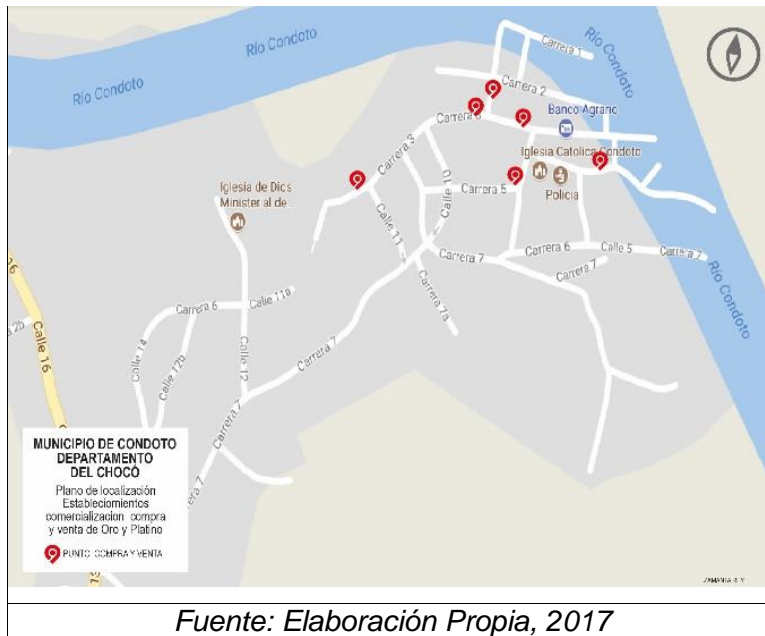 Río Condoto
Río Condoto
Río Condoto
Carrera 1
Carrera 2
Banco Agrario
Carrera 3
Carrera 3
Iglesia Catolica Condoto
Policia
Iglesia de Dios
Ministerial de...
Calle 10
Carrera 5
Calle 11
Carrera 7
Carrera 6
Calle 5
Carrera 7
Carrera 7
Río Condoto
Carrera 7a
Carrera 6
Calle 11a
Calle 16
Calle 14
Calle 12b
Calle 12
Carrera 7
Carrera 7
MUNICIPIO DE CONDOTO
DEPARTAMENTO
DEL CHOCÓ
Plano de localización
Establecimientos
comercializacion compra
y venta de Oro y Platino
PUNTO COMPRA Y VENTA
Fuente: Elaboración Propia, 2017